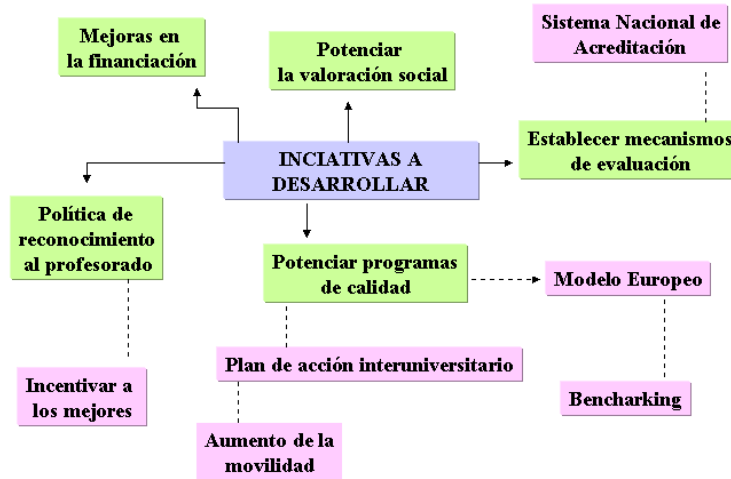 Mejoras en
la financiación
Potenciar
la valoración social
Sistema Nacional de
Acreditación
INCIATIVAS A
DESARROLLAR
Establecer mecanismos
de evaluación
Política de
reconocimiento
al profesorado
Potenciar programas
de calidad
Modelo Europeo
Plan de acción interuniversitario
Incentivar a
los mejores
Bencharking
Aumento de la
movilidad